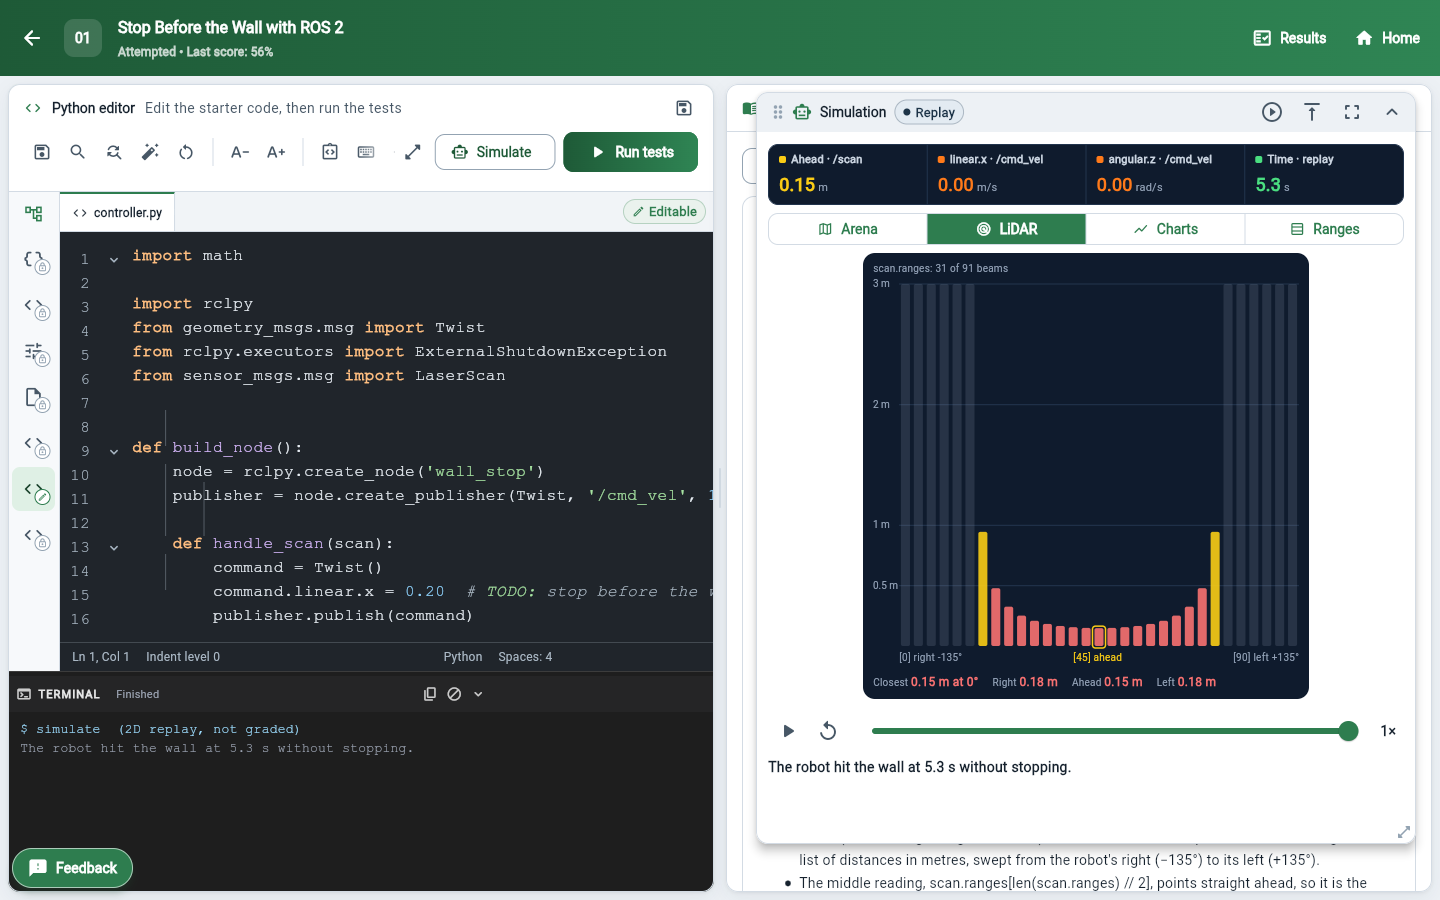 01
Stop Before the Wall with ROS 2
Attempted • Last score: 56%
Results
Home
Python editor
Edit the starter code, then run the tests
A−
A+
Simulate
Run tests
controller.py
Editable
1 import math
2
3 import rclpy
4 from geometry_msgs.msg import Twist
5 from rclpy.executors import ExternalShutdownException
6 from sensor_msgs.msg import LaserScan
7
8
9 def build_node():
10 node = rclpy.create_node('wall_stop')
11 publisher = node.create_publisher(Twist, '/cmd_vel', 1
12
13 def handle_scan(scan):
14 command = Twist()
15 command.linear.x = 0.20 # TODO: stop before the
16 publisher.publish(command)
Ln 1, Col 1 Indent level 0 Python Spaces: 4
TERMINAL Finished
$ simulate (2D replay, not graded)
The robot hit the wall at 5.3 s without stopping.
Feedback
Simulation
Replay
Ahead · /scan
0.15 m
linear.x · /cmd_vel
0.00 m/s
angular.z · /cmd_vel
0.00 rad/s
Time · replay
5.3 s
Arena
LiDAR
Charts
Ranges
scan.ranges: 31 of 91 beams
3 m
2 m
1 m
0.5 m
[0] right -135°
[45] ahead
[90] left +135°
Closest 0.15 m at 0° Right 0.18 m Ahead 0.15 m Left 0.18 m
1×
The robot hit the wall at 5.3 s without stopping.
list of distances in metres, swept from the robot's right (−135°) to its left (+135°).
• The middle reading, scan.ranges[len(scan.ranges) // 2], points straight ahead, so it is the